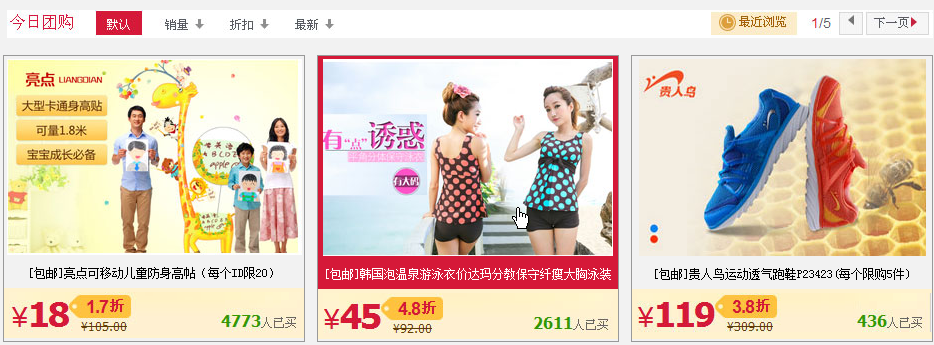 今日团购 默认 销量 折扣 最新 最近浏览 1/5 下一页
亮点 LIANGDIAN
大型卡通身高贴
可量1.8米
宝宝成长必备
有"点"诱惑
有大码
贵人鸟
[包邮]亮点可移动儿童防身高帖（每个ID限20）
[包邮]韩国泡温泉游泳衣价达玛分教保守纤瘦大胸泳装
[包邮]贵人鸟运动透气跑鞋P23423(每个限购5件)
¥18 1.7折 ¥105.00 4773人已买
¥45 4.8折 ¥92.00 2611人已买
¥119 3.8折 ¥309.00 436人已买